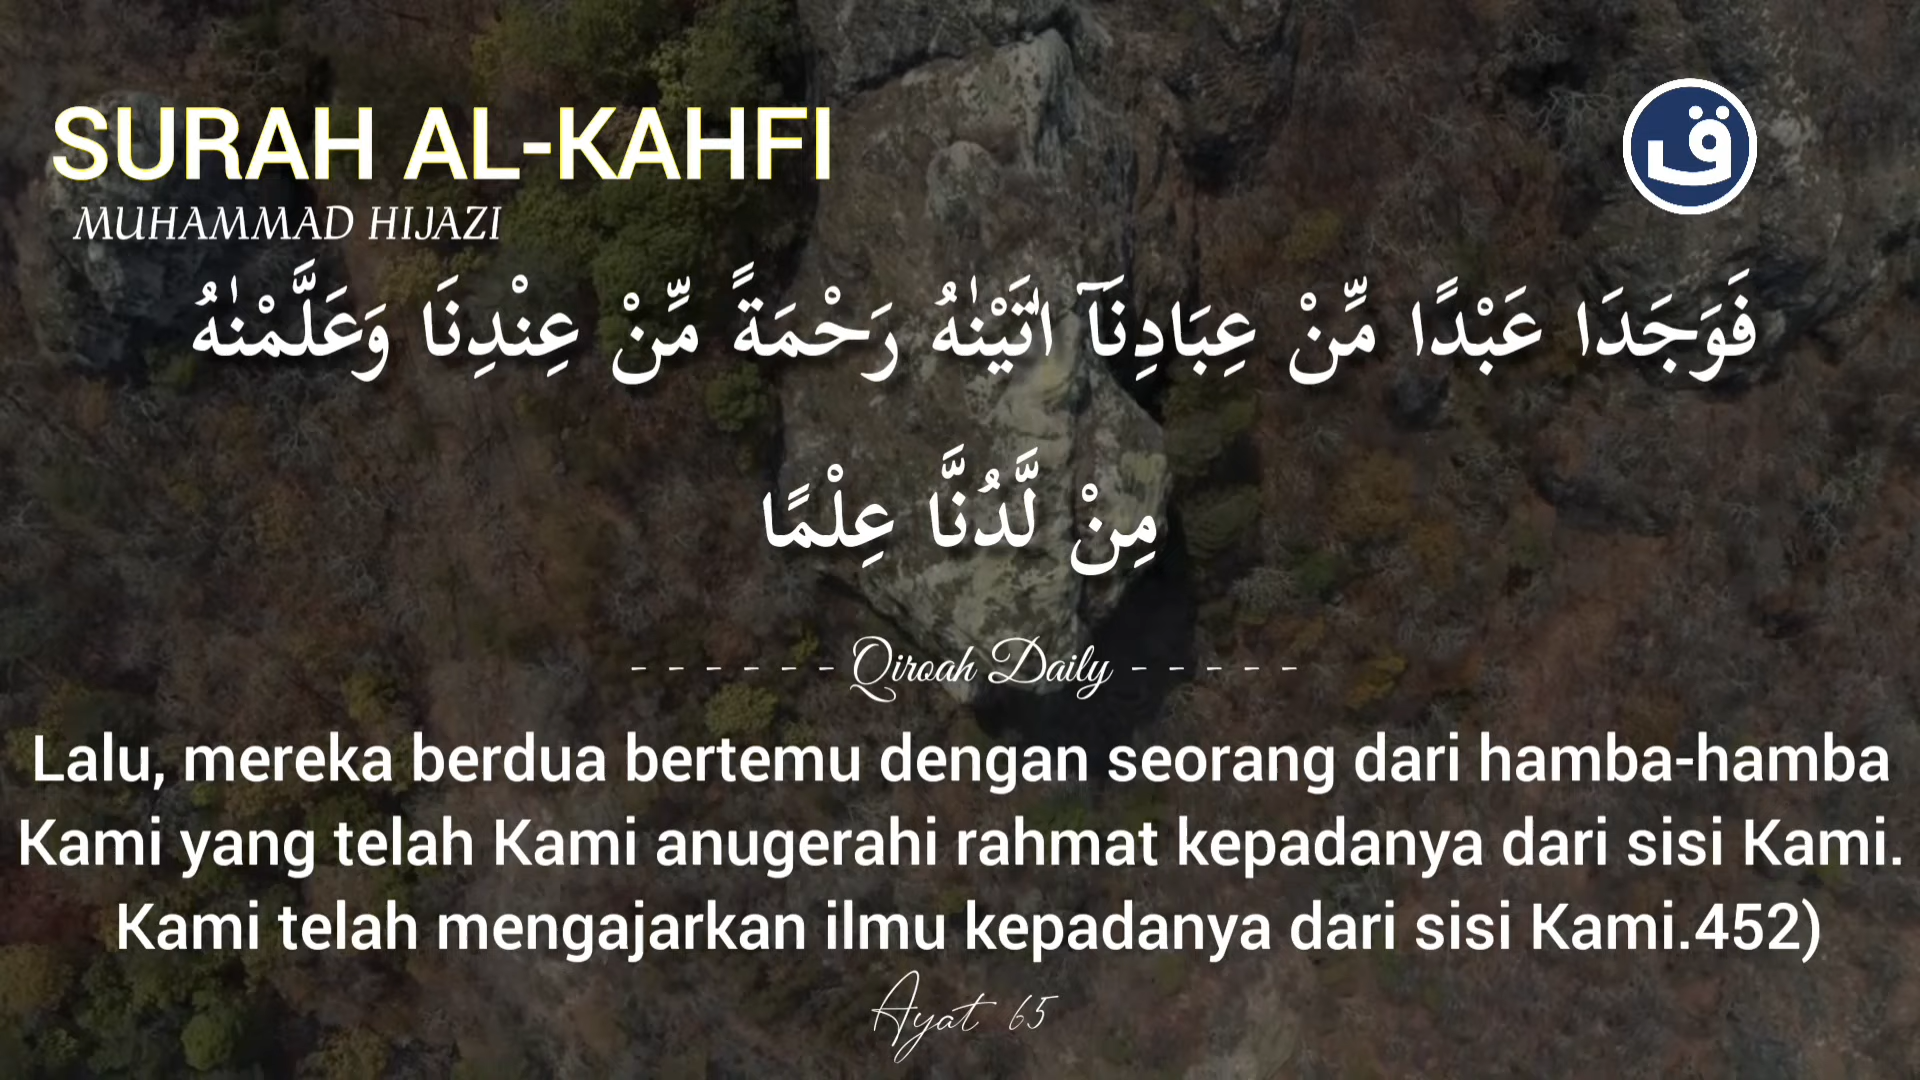 SURAH AL-KAHFI
MUHAMMAD HIJAZI
ق
فَوَجَدَا عَبْدًا مِّنْ عِبَادِنَآ اٰتَيْنٰهُ رَحْمَةً مِّنْ عِنْدِنَا وَعَلَّمْنٰهُ
مِنْ لَّدُنَّا عِلْمًا
- - - - - - Qiroah Daily - - - - -
Lalu, mereka berdua bertemu dengan seorang dari hamba-hamba
Kami yang telah Kami anugerahi rahmat kepadanya dari sisi Kami.
Kami telah mengajarkan ilmu kepadanya dari sisi Kami.452)
Ayat 65